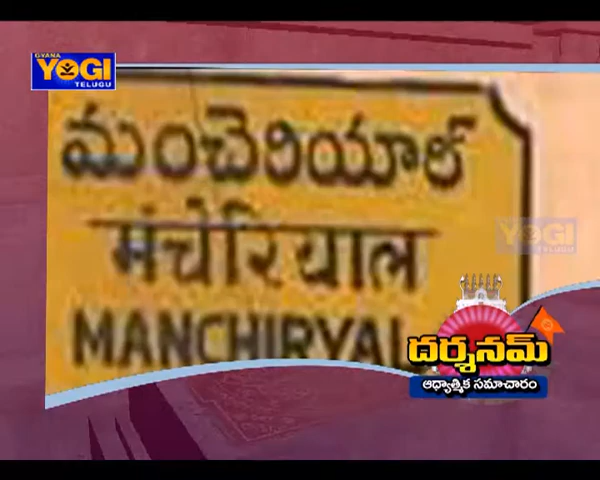 GYANA
YOGI
TELUGU
మంచెరియాల్
मंचेरियाल
MANCHIRYAL
YOGI
TELUGU
దర్శనమ్
ఆధ్యాత్మిక సమాచారం